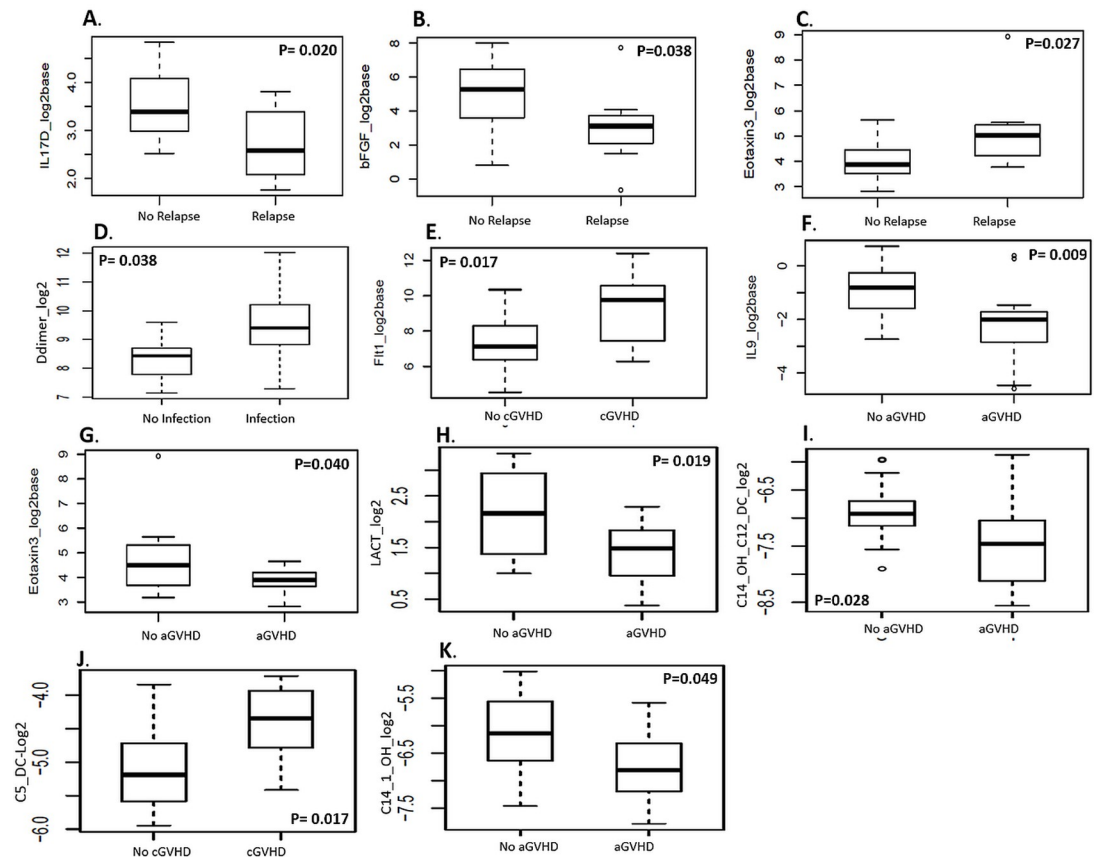 A.
P= 0.020
IL17D_log2base
4.0
3.0
2.0
No Relapse
Relapse
B.
P=0.038
bFGF_log2base
8
6
4
2
0
No Relapse
Relapse
C.
P=0.027
Eotaxin3_log2base
9
8
7
6
5
4
3
No Relapse
Relapse
D.
P= 0.038
Ddimer_log2
12
11
10
9
8
7
No Infection
Infection
E.
P= 0.017
Flt1_log2base
12
10
8
6
No cGVHD
cGVHD
F.
P= 0.009
IL9_log2base
0
−2
−4
No aGVHD
aGVHD
G.
P=0.040
Eotaxin3_log2base
9
8
7
6
5
4
3
No aGVHD
aGVHD
H.
P= 0.019
LACT_log2
2.5
1.5
0.5
No aGVHD
aGVHD
I.
P=0.028
C14_OH_C12_DC_log2
−6.5
−7.5
−8.5
No aGVHD
aGVHD
J.
P= 0.017
C5_DC-Log2
−4.0
−5.0
−6.0
No cGVHD
cGVHD
K.
P=0.049
C14_1_OH_log2
−5.5
−6.5
−7.5
No aGVHD
aGVHD